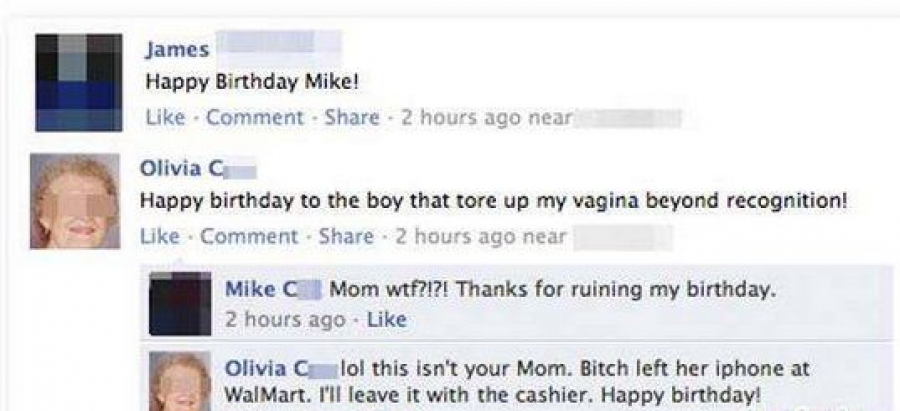 James
Happy Birthday Mike!
Like · Comment · Share · 2 hours ago near
Olivia C
Happy birthday to the boy that tore up my vagina beyond recognition!
Like · Comment · Share · 2 hours ago near
Mike C Mom wtf?!?! Thanks for ruining my birthday.
2 hours ago · Like
Olivia C lol this isn't your Mom. Bitch left her iphone at
WalMart. I'll leave it with the cashier. Happy birthday!